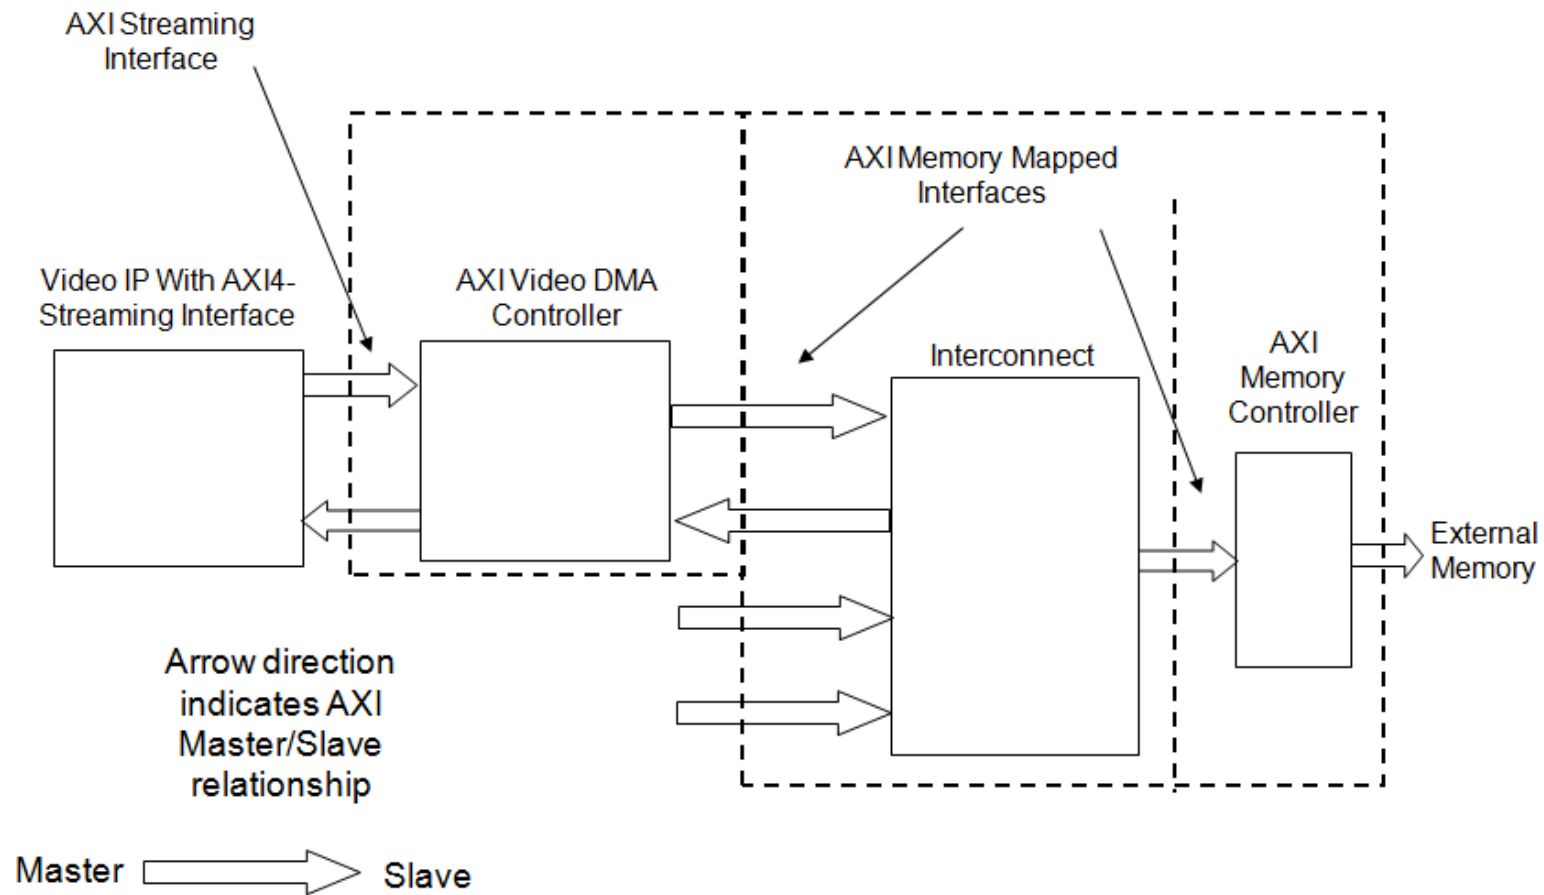 AXI Streaming
Interface
AXI Memory Mapped
Interfaces
Video IP With AXI4-
Streaming Interface
AXI Video DMA
Controller
Interconnect
AXI
Memory
Controller
External
Memory
Arrow direction
indicates AXI
Master/Slave
relationship
Master
Slave